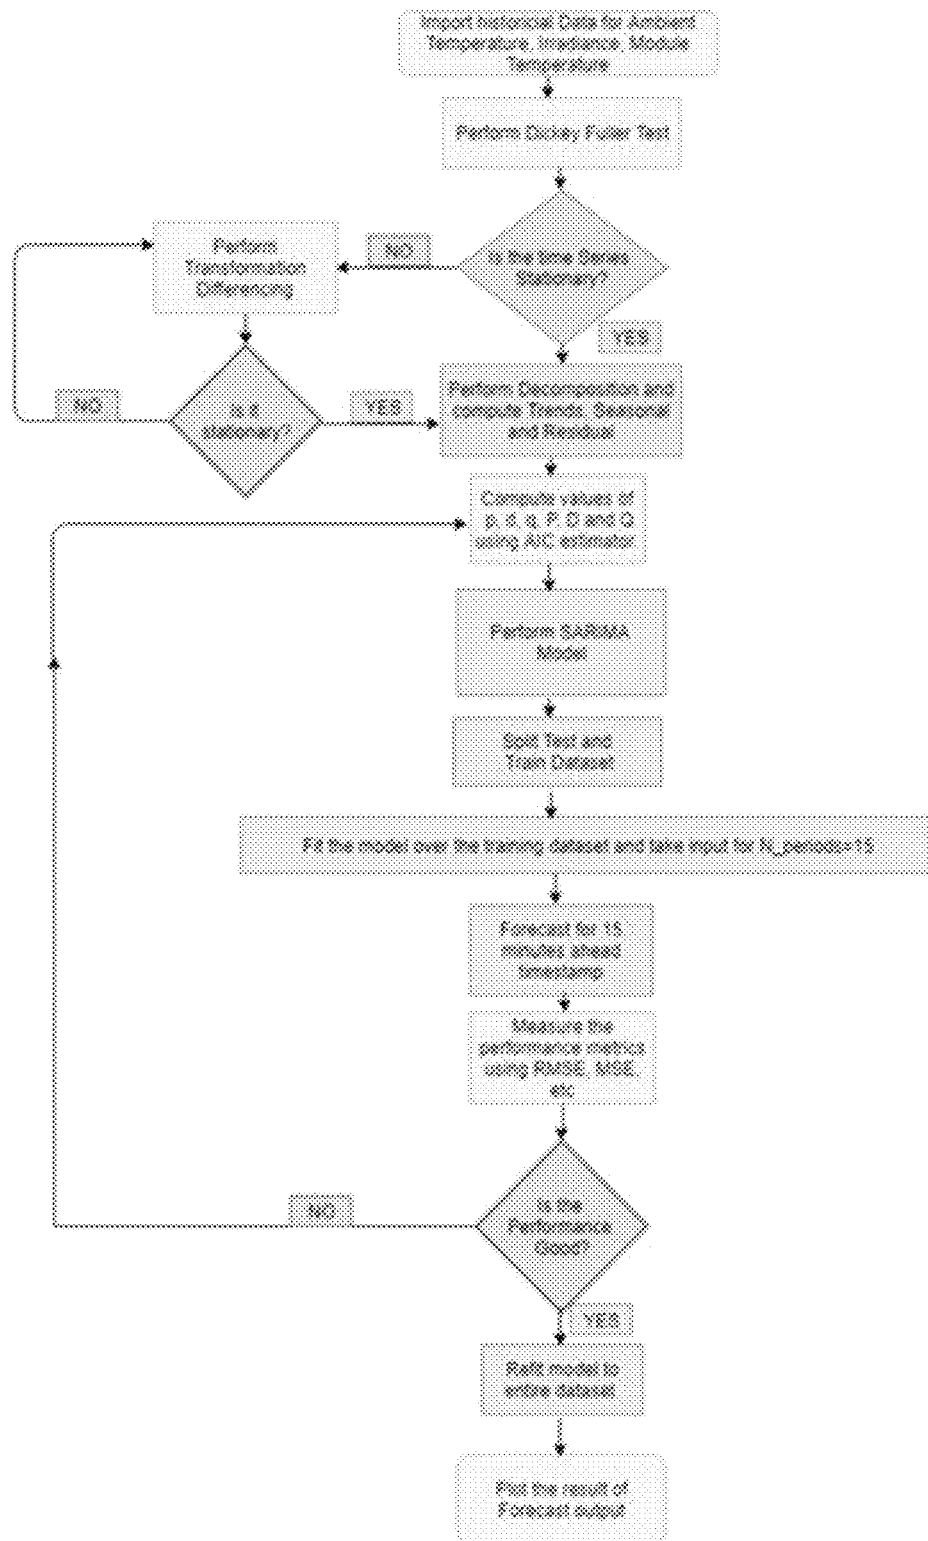 Import historicial Data for Ambient
Temperature, Irradiance, Module
Temperature
Perform Dickey Fuller Test
Is the time Series
Stationary?
NO
YES
Perform
Transformation
Differencing
Is it
stationary?
NO
YES
Perform Decomposition and
compute Trends, Seasonal
and Residual
Compute values of
p, d, q, P, D and Q
using AIC estimator
Perform SARIMA
Model
Split Test and
Train Dataset
Fit the model over the training dataset and take input for N_periods=15
Forecast for 15
minutes ahead
timestamp
Measure the
performance metrics
using RMSE, MSE,
etc
Is the
Performance
Good?
NO
YES
Refit model to
entire dataset
Plot the result of
Forecast output